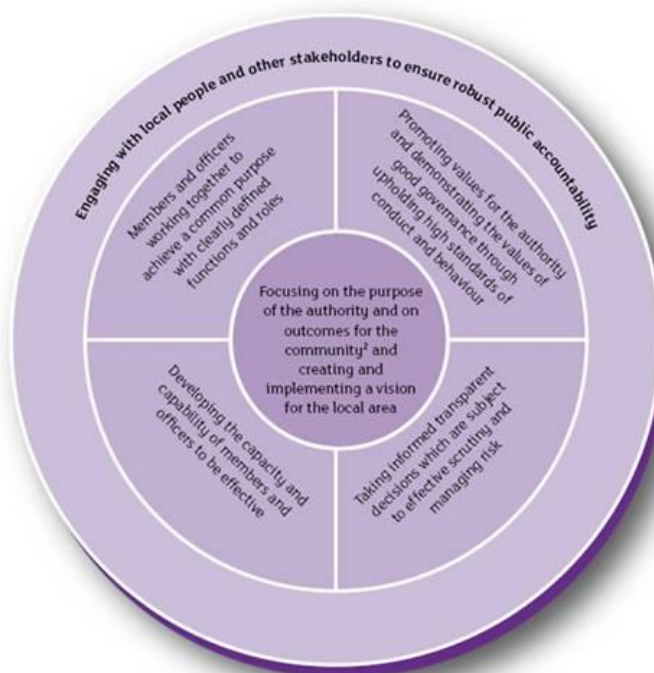 Engaging with local people and other stakeholders to ensure robust public accountability
Members and officers
working together to
achieve a common purpose
with clearly defined
functions and roles
Promoting values for the authority
and demonstrating the values of
good governance through
upholding high standards of
conduct and behaviour
Focusing on the purpose
of the authority and on
outcomes for the
community² and
creating and
implementing a vision
for the local area
Developing the capacity and
capability of members and
officers to be effective
Taking informed transparent
decisions which are subject
to effective scrutiny and
managing risk